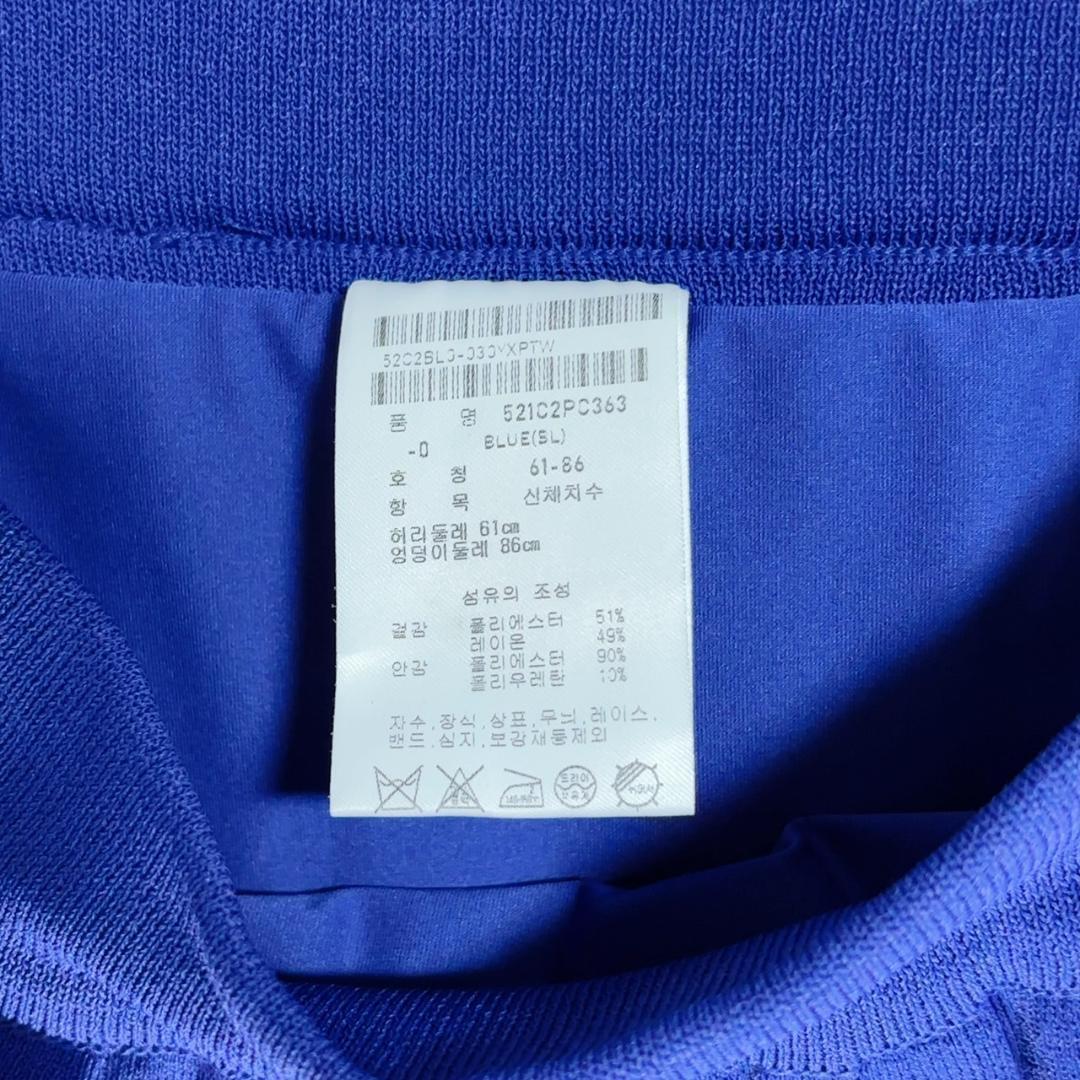 52C2BL0-030YXPTW
품 명 521C2PC363
-0 BLUE(BL)
호 칭 61-86
항 목 신체치수
허리둘레 61cm
엉덩이둘레 86cm
섬유의 조성
겉감 폴리에스터 51%
레이온 49%
안감 폴리에스터 90%
폴리우레탄 10%
자수,장식,상표,무늬,레이스,
밴드,심지,보강재등제외
드라이